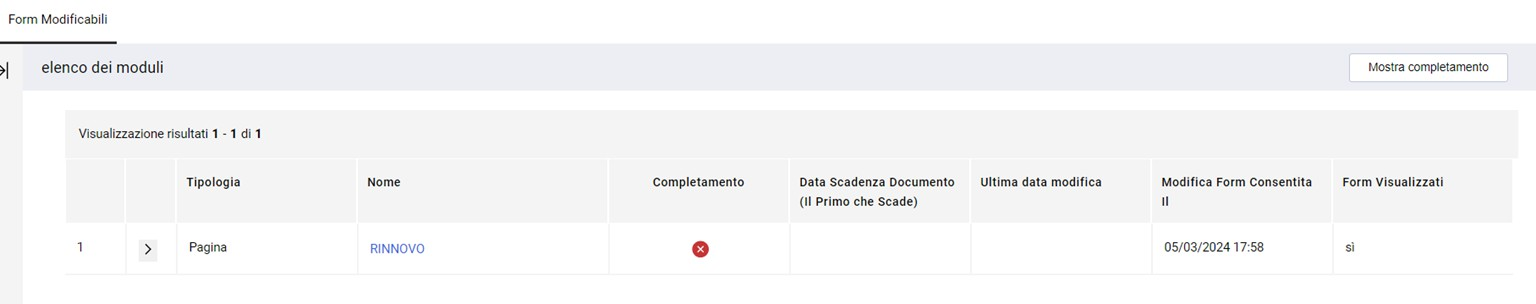 Form Modificabili
elenco dei moduli
Mostra completamento
Visualizzazione risultati 1 - 1 di 1
Tipologia
Nome
Completamento
Data Scadenza Documento
(Il Primo che Scade)
Ultima data modifica
Modifica Form Consentita
Il
Form Visualizzati
1
Pagina
RINNOVO
05/03/2024 17:58
sì